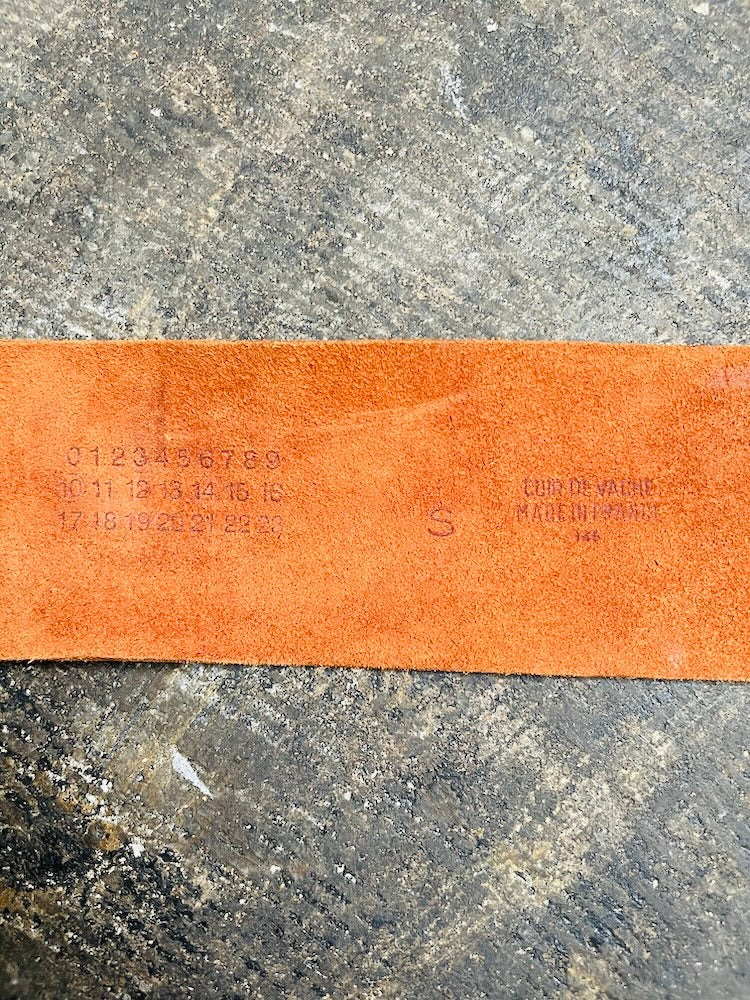 0 1 2 3 4 5 6 7 8 9
10 11 12 13 14 15 16
17 18 19 20 21 22 23
S
CUIR DE VACHE
MADE IN FRANCE